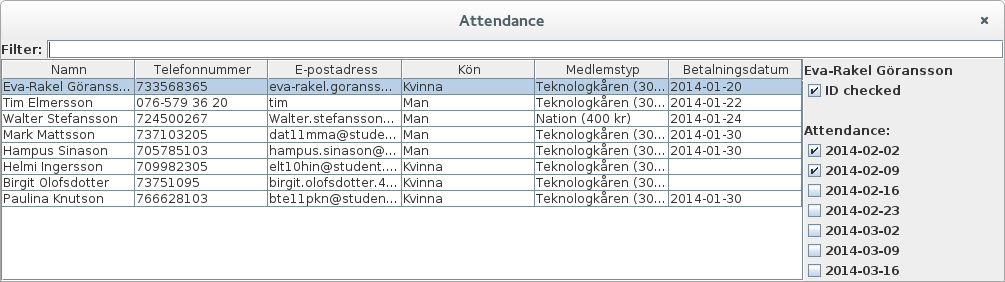 Attendance
Filter:
Namn Telefonnummer E-postadress Kön Medlemstyp Betalningsdatum
Eva-Rakel Göranss... 733568365 eva-rakel.goranss... Kvinna Teknologkåren (30... 2014-01-20
Tim Elmersson 076-579 36 20 tim Man Teknologkåren (30... 2014-01-22
Walter Stefansson 724500267 Walter.stefansson... Man Nation (400 kr) 2014-01-24
Mark Mattsson 737103205 dat11mma@stude... Man Teknologkåren (30... 2014-01-30
Hampus Sinason 705785103 hampus.sinason@... Man Teknologkåren (30... 2014-01-30
Helmi Ingersson 709982305 elt10hin@student.... Kvinna Teknologkåren (30...
Birgit Olofsdotter 73751095 birgit.olofsdotter.4... Kvinna Teknologkåren (30...
Paulina Knutson 766628103 bte11pkn@studen... Kvinna Teknologkåren (30... 2014-01-30
Eva-Rakel Göransson
ID checked
Attendance:
2014-02-02
2014-02-09
2014-02-16
2014-02-23
2014-03-02
2014-03-09
2014-03-16